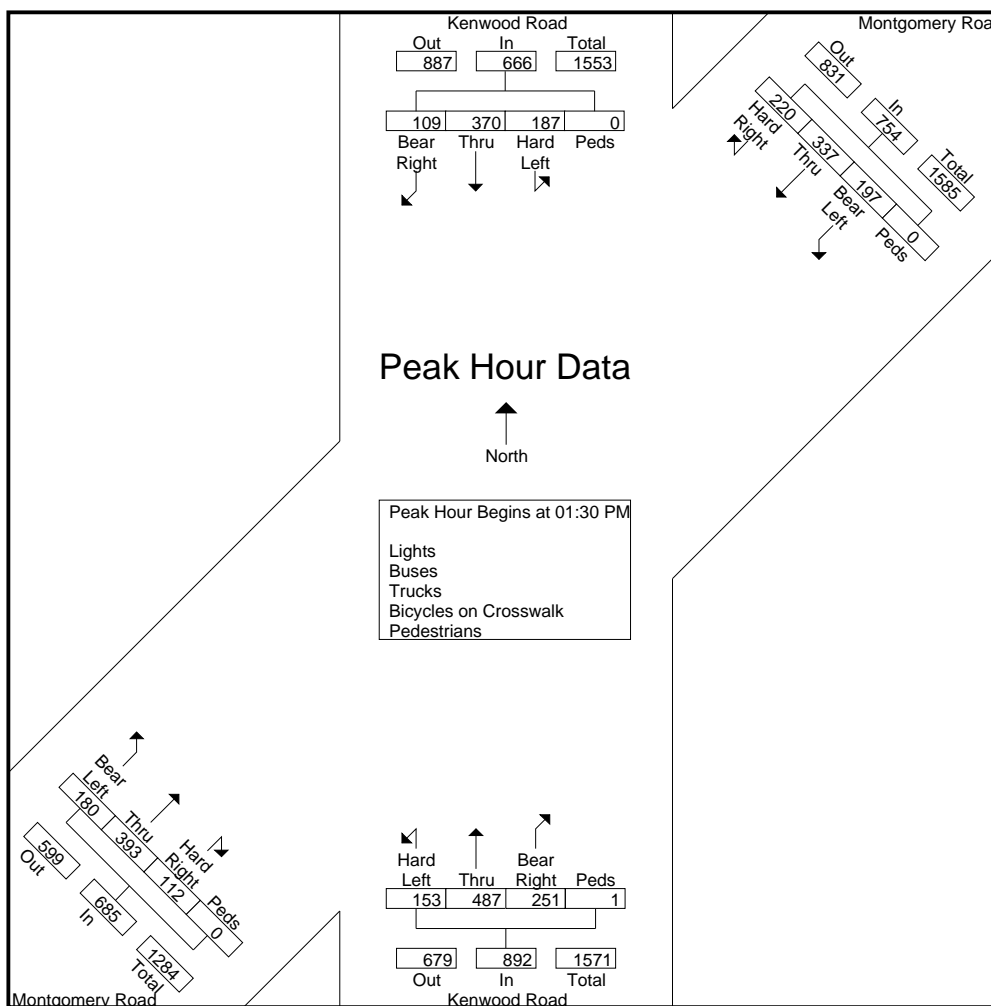 Kenwood Road
Out In Total
887 666 1553
109 370 187 0
Bear Right Thru Hard Left Peds
Montgomery Roa
Out In Total
831 754 1585
220 337 197 0
Hard Right Thru Bear Left Peds
Peak Hour Data
North
Peak Hour Begins at 01:30 PM
Lights
Buses
Trucks
Bicycles on Crosswalk
Pedestrians
Bear Left Thru Hard Right Peds
180 393 112 0
599 685 1284
Out In Total
Montgomery Road
Hard Left Thru Bear Right Peds
153 487 251 1
679 892 1571
Out In Total
Kenwood Road